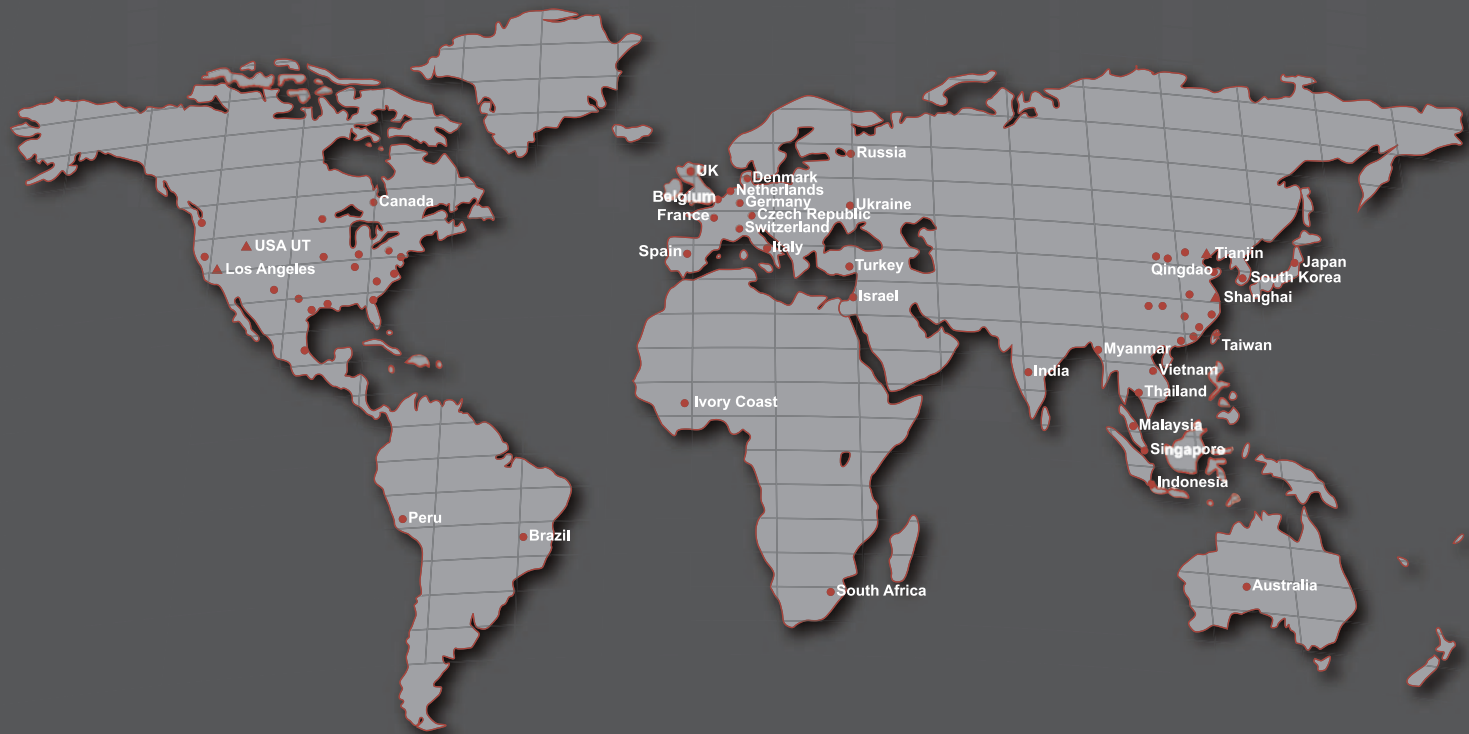 Russia
UK
Denmark
Netherlands
Belgium
Germany
Canada
Ukraine
France
Czech Republic
Switzerland
USA UT
Italy
Spain
Tianjin
Los Angeles
Turkey
Qingdao
Japan
South Korea
Israel
Shanghai
Taiwan
Myanmar
India
Vietnam
Thailand
Ivory Coast
Malaysia
Singapore
Indonesia
Peru
Brazil
Australia
South Africa